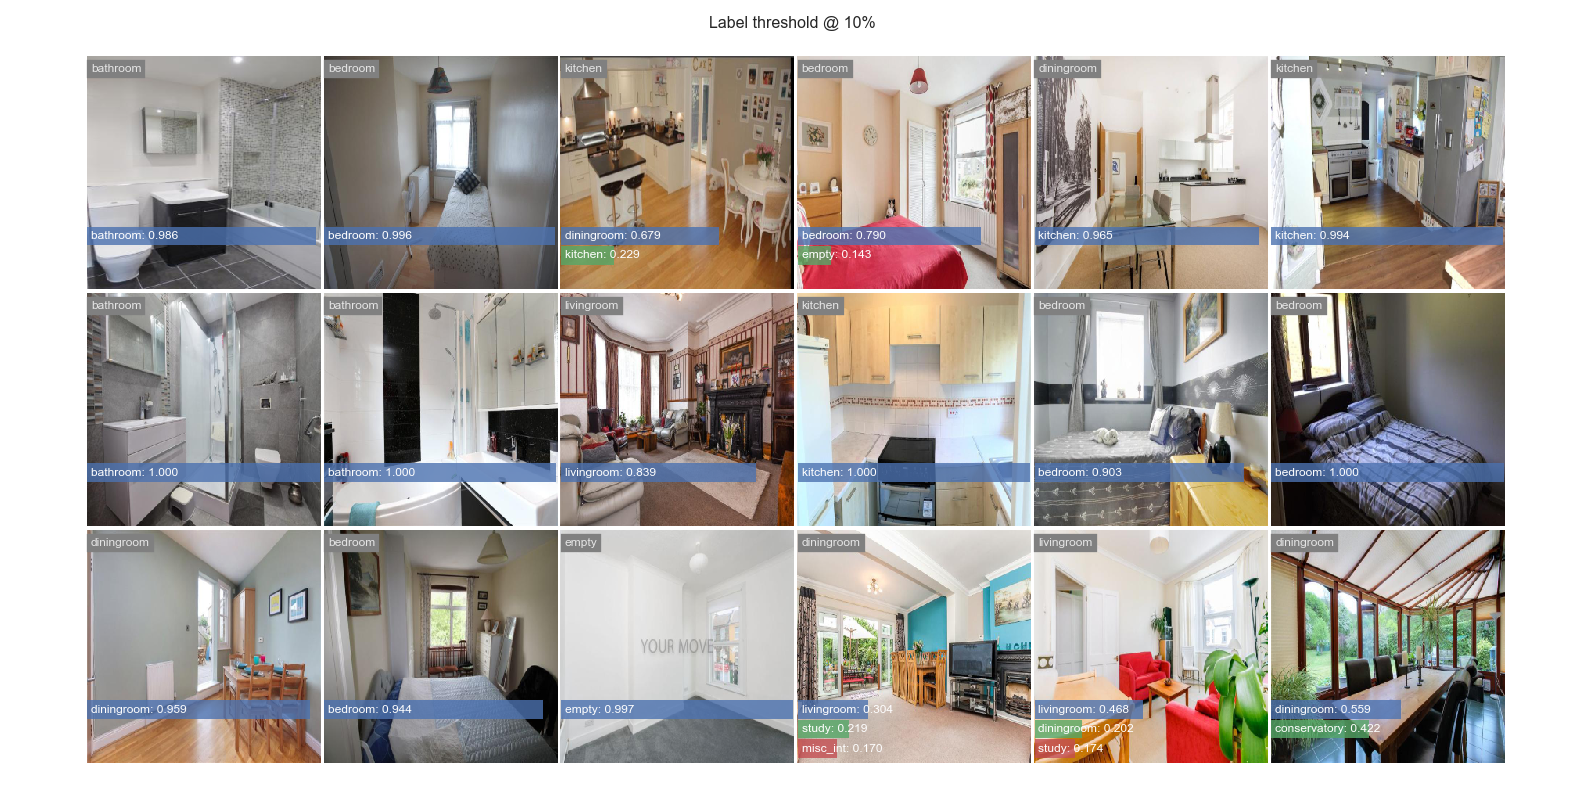 Label threshold @ 10%
bathroom
bathroom: 0.986
bedroom
bedroom: 0.996
kitchen
diningroom: 0.679
kitchen: 0.229
bedroom
bedroom: 0.790
empty: 0.143
diningroom
kitchen: 0.965
kitchen
kitchen: 0.994
bathroom
bathroom: 1.000
bathroom
bathroom: 1.000
livingroom
livingroom: 0.839
kitchen
kitchen: 1.000
bedroom
bedroom: 0.903
bedroom
bedroom: 1.000
diningroom
diningroom: 0.959
bedroom
bedroom: 0.944
empty
YOUR MOVE
empty: 0.997
diningroom
livingroom: 0.304
study: 0.219
misc_int: 0.170
livingroom
livingroom: 0.468
diningroom: 0.202
study: 0.174
diningroom
diningroom: 0.559
conservatory: 0.422